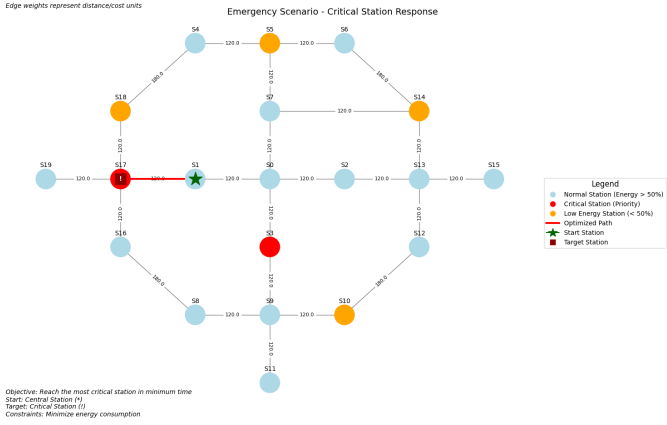 Edge weights represent distance/cost units
Emergency Scenario - Critical Station Response
S4
S5
S6
120.0
120.0
180.0
120.0
180.0
S18
S7
S14
120.0
120.0
120.0
120.0
S19
S17
S1
S0
S2
S13
S15
120.0
!
120.0
120.0
120.0
120.0
120.0
120.0
120.0
120.0
S16
S3
S12
180.0
120.0
180.0
S8
S9
S10
120.0
120.0
120.0
S11
Legend
Normal Station (Energy > 50%)
Critical Station (Priority)
Low Energy Station (< 50%)
Optimized Path
Start Station
Target Station
Objective: Reach the most critical station in minimum time
Start: Central Station (*)
Target: Critical Station (!)
Constraints: Minimize energy consumption